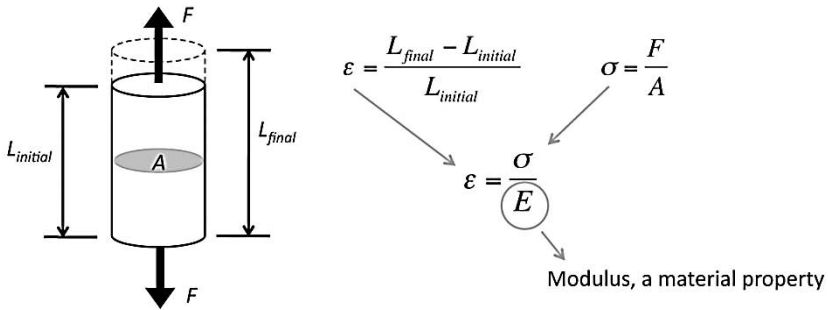 F
L_initial
A
L_final
F
ε = (L_final − L_initial) / L_initial
σ = F / A
ε = σ / E
Modulus, a material property